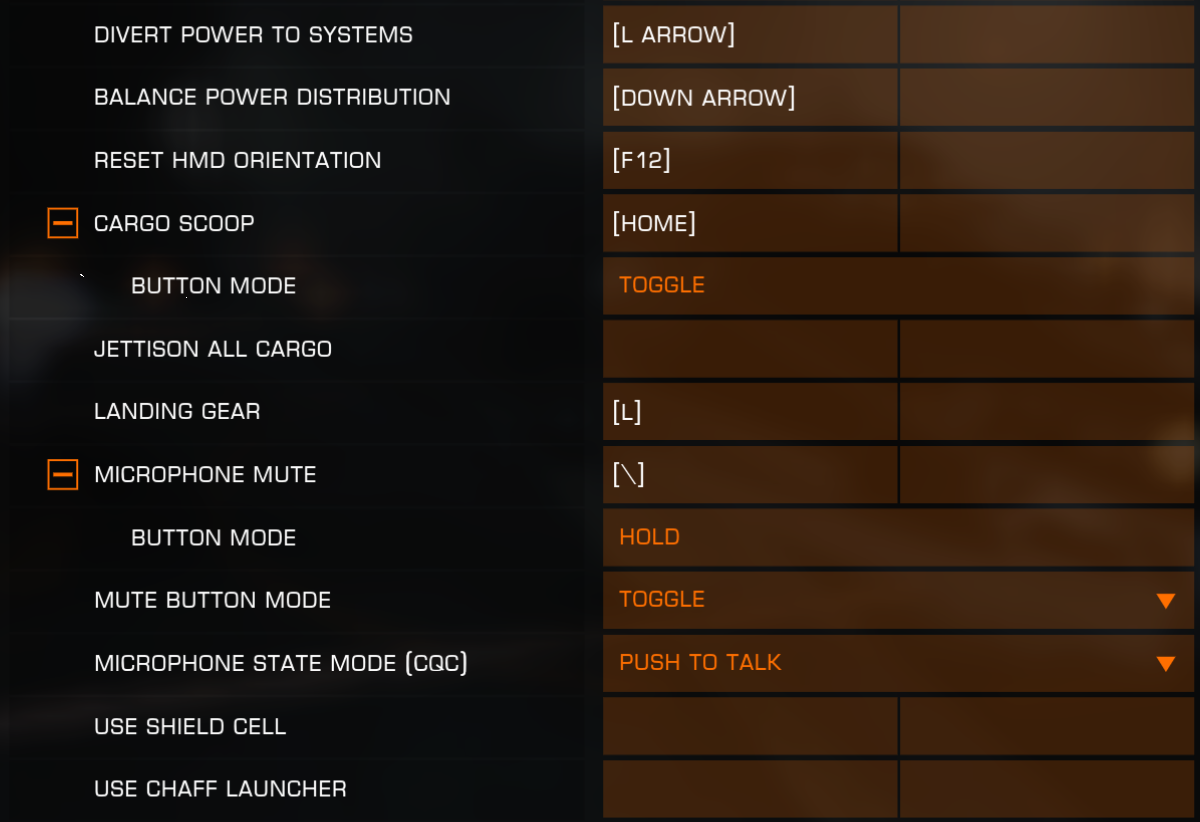 DIVERT POWER TO SYSTEMS [L ARROW]
BALANCE POWER DISTRIBUTION [DOWN ARROW]
RESET HMD ORIENTATION [F12]
CARGO SCOOP [HOME]
BUTTON MODE TOGGLE
JETTISON ALL CARGO
LANDING GEAR [L]
MICROPHONE MUTE [\]
BUTTON MODE HOLD
MUTE BUTTON MODE TOGGLE
MICROPHONE STATE MODE (CQC) PUSH TO TALK
USE SHIELD CELL
USE CHAFF LAUNCHER